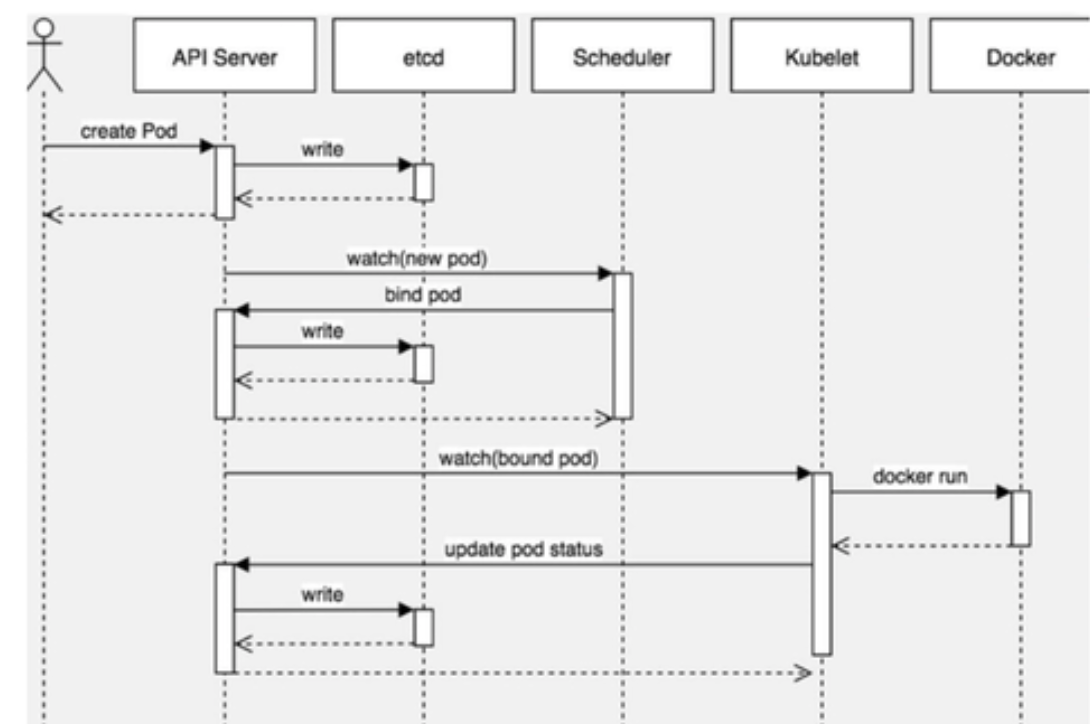 API Server
etcd
Scheduler
Kubelet
Docker
create Pod
write
watch(new pod)
bind pod
write
watch(bound pod)
docker run
update pod status
write